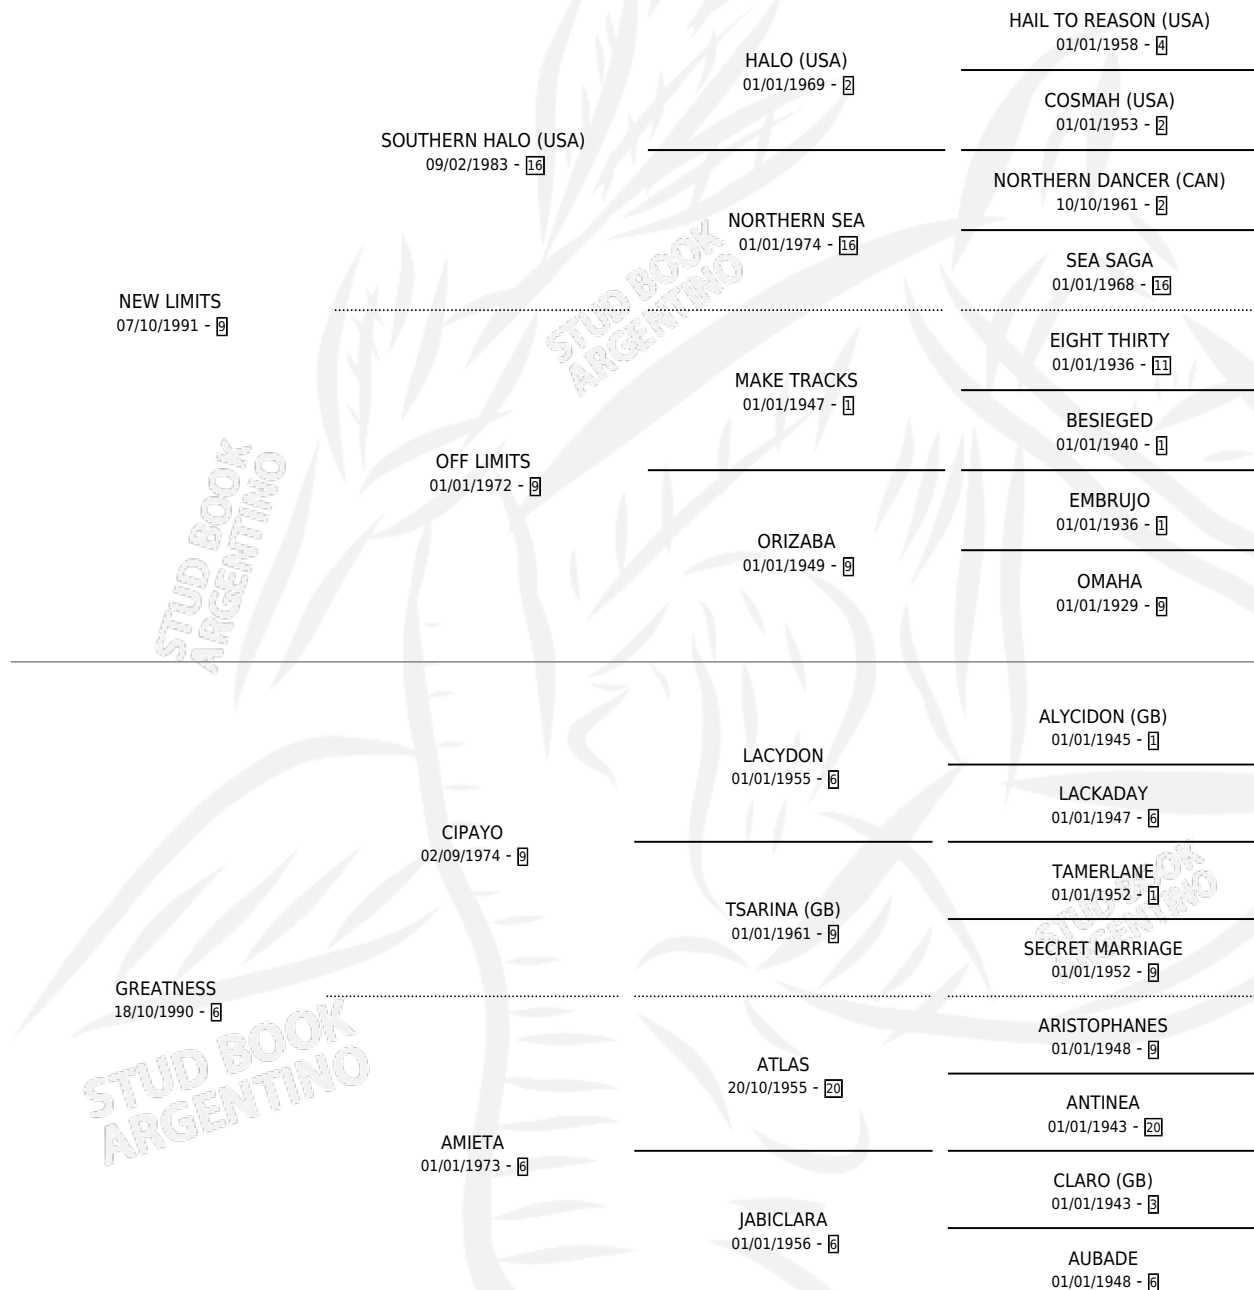 HAIL TO REASON (USA)
01/01/1958 - 4
HALO (USA)
01/01/1969 - 2
COSMAH (USA)
01/01/1953 - 2
SOUTHERN HALO (USA)
09/02/1983 - 16
NORTHERN DANCER (CAN)
10/10/1961 - 2
NORTHERN SEA
01/01/1974 - 16
SEA SAGA
01/01/1968 - 16
NEW LIMITS
07/10/1991 - 9
EIGHT THIRTY
01/01/1936 - 11
MAKE TRACKS
01/01/1947 - 1
BESIEGED
01/01/1940 - 1
OFF LIMITS
01/01/1972 - 9
EMBRUJO
01/01/1936 - 1
ORIZABA
01/01/1949 - 9
OMAHA
01/01/1929 - 9
STUD BOOK
ARGENTINO
STUD BOOK
ARGENTINO
ALYCIDON (GB)
01/01/1945 - 1
LACYDON
01/01/1955 - 6
LACKADAY
01/01/1947 - 6
CIPAYO
02/09/1974 - 9
TAMERLANE
01/01/1952 - 1
TSARINA (GB)
01/01/1961 - 9
SECRET MARRIAGE
01/01/1952 - 9
GREATNESS
18/10/1990 - 6
ARISTOPHANES
01/01/1948 - 9
ATLAS
20/10/1955 - 20
ANTINEA
01/01/1943 - 20
AMIETA
01/01/1973 - 6
CLARO (GB)
01/01/1943 - 3
JABICLARA
01/01/1956 - 6
AUBADE
01/01/1948 - 6
STUD BOOK
ARGENTINO
STUD BOOK
ARGENTINO